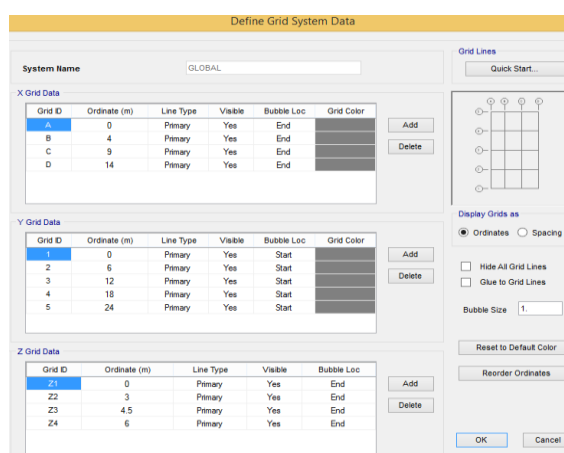 Define Grid System Data
System Name GLOBAL
X Grid Data
Grid ID Ordinate (m) Line Type Visible Bubble Loc Grid Color
A 0 Primary Yes End
B 4 Primary Yes End
C 9 Primary Yes End
D 14 Primary Yes End
Add
Delete
Y Grid Data
Grid ID Ordinate (m) Line Type Visible Bubble Loc Grid Color
1 0 Primary Yes Start
2 6 Primary Yes Start
3 12 Primary Yes Start
4 18 Primary Yes Start
5 24 Primary Yes Start
Add
Delete
Z Grid Data
Grid ID Ordinate (m) Line Type Visible Bubble Loc
Z1 0 Primary Yes End
Z2 3 Primary Yes End
Z3 4.5 Primary Yes End
Z4 6 Primary Yes End
Add
Delete
Grid Lines
Quick Start...
Display Grids as
Ordinates Spacing
Hide All Grid Lines
Glue to Grid Lines
Bubble Size 1.
Reset to Default Color
Reorder Ordinates
OK Cancel